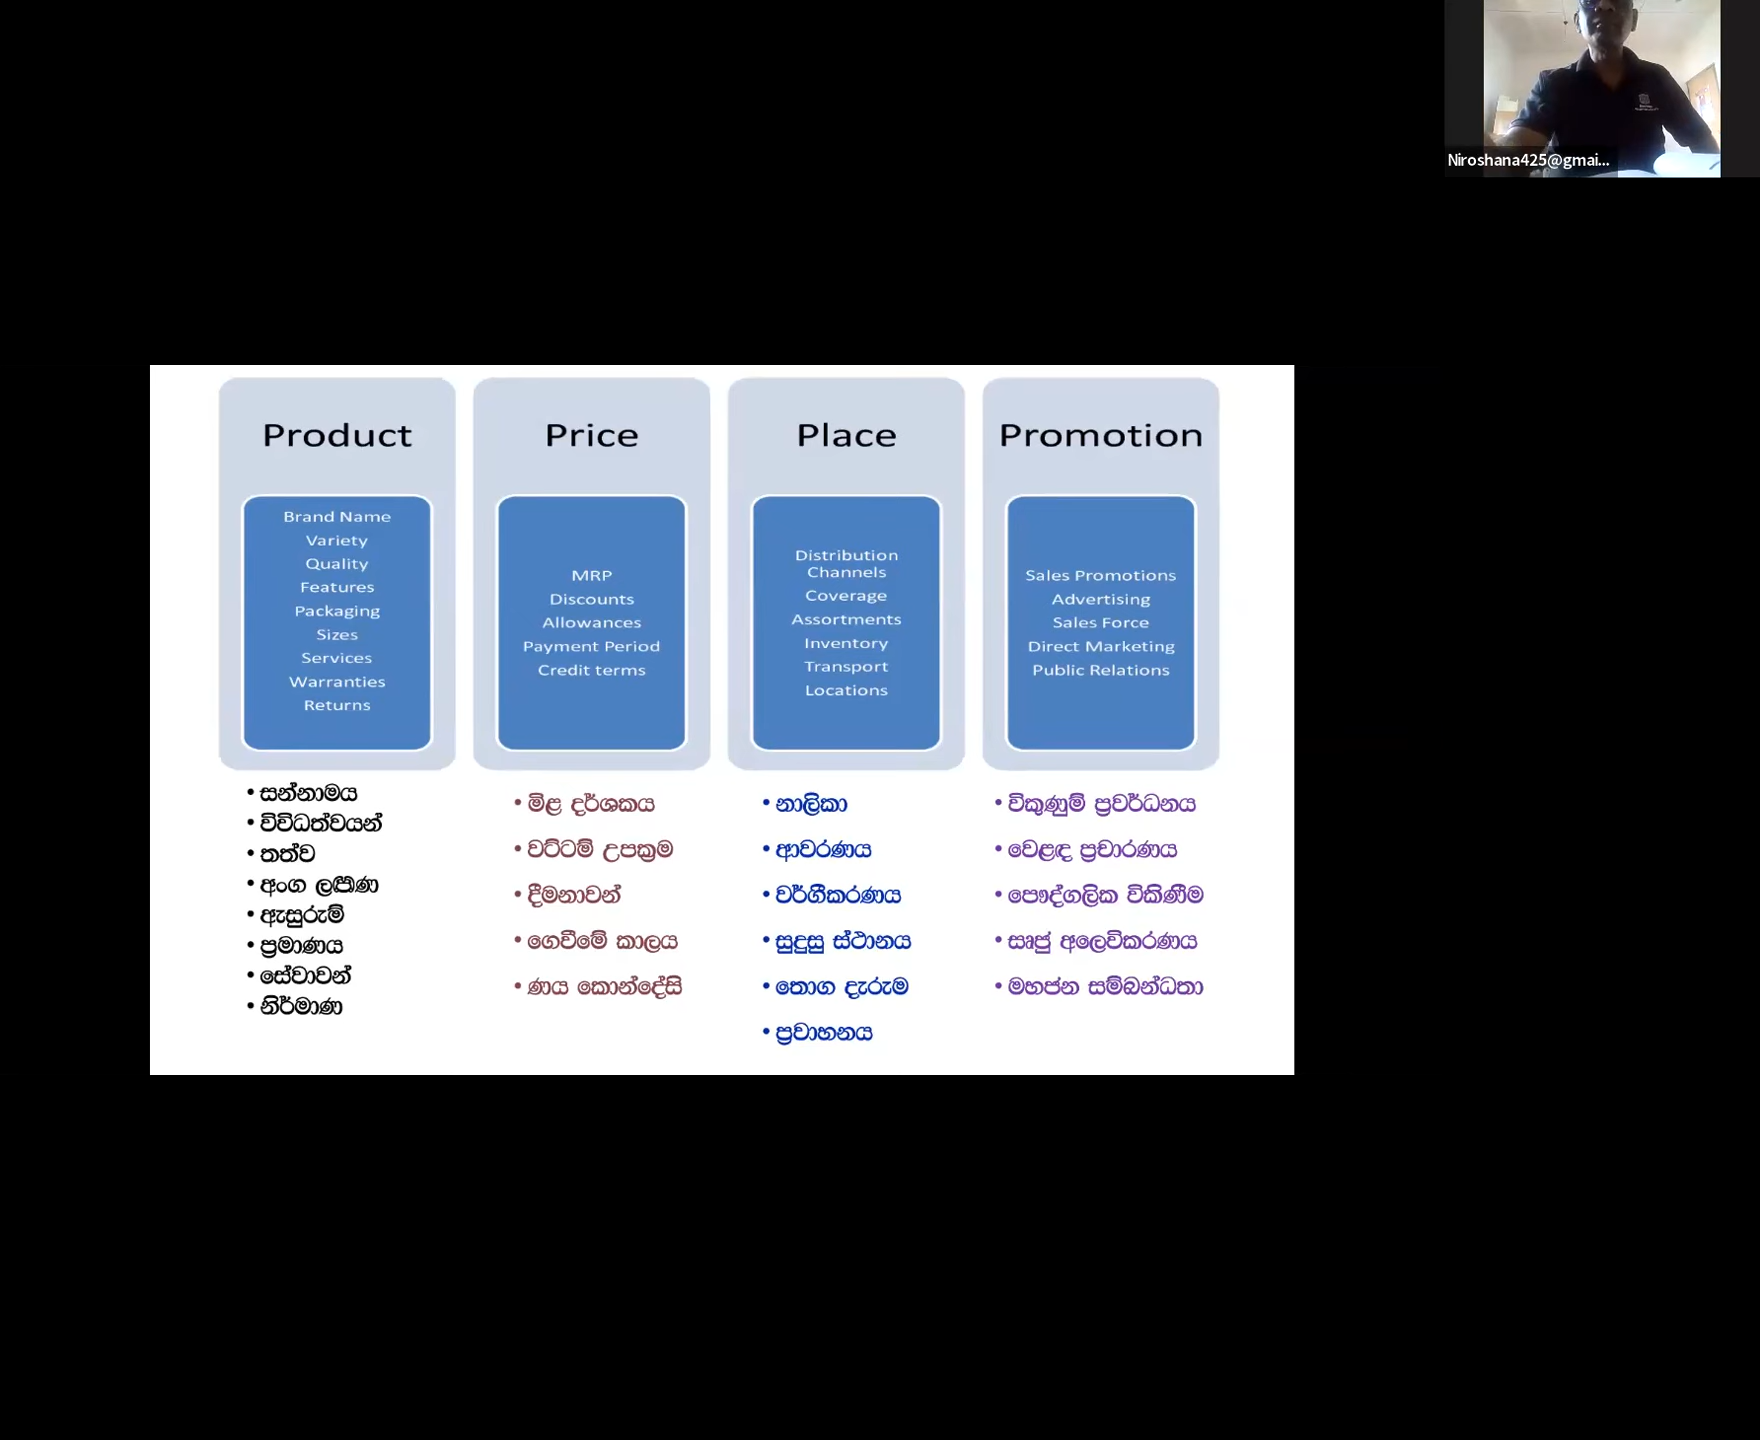 Niroshana425@gmai...
Product
Brand Name
Variety
Quality
Features
Packaging
Sizes
Services
Warranties
Returns
• සන්නාමය
• විවිධත්වයන්
• තත්ව
• අංග
• ඇසුරුම්
• ප්‍රමාණය
• සේවාවන්
• නිර්මාණ
Price
MRP
Discounts
Allowances
Payment Period
Credit terms
• මිළ දර්ශකය
• වට්ටම් උපක්‍රම
• දීමනාවන්
• ගෙවීමේ කාලය
• ණය කොන්දේසි
Place
Distribution
Channels
Coverage
Assortments
Inventory
Transport
Locations
• නාලිකා
• ආවරණය
• වර්ගීකරණය
• සුදුසු ස්ථානය
• තොග දැරුම
• ප්‍රවාහනය
Promotion
Sales Promotions
Advertising
Sales Force
Direct Marketing
Public Relations
• විකුණුම් ප්‍රවර්ධනය
• වෙළඳ ප්‍රචාරණය
• පෞද්ගලික විකිණීම
• සෘජු අලෙවිකරණය
• මහජන සම්බන්ධතා